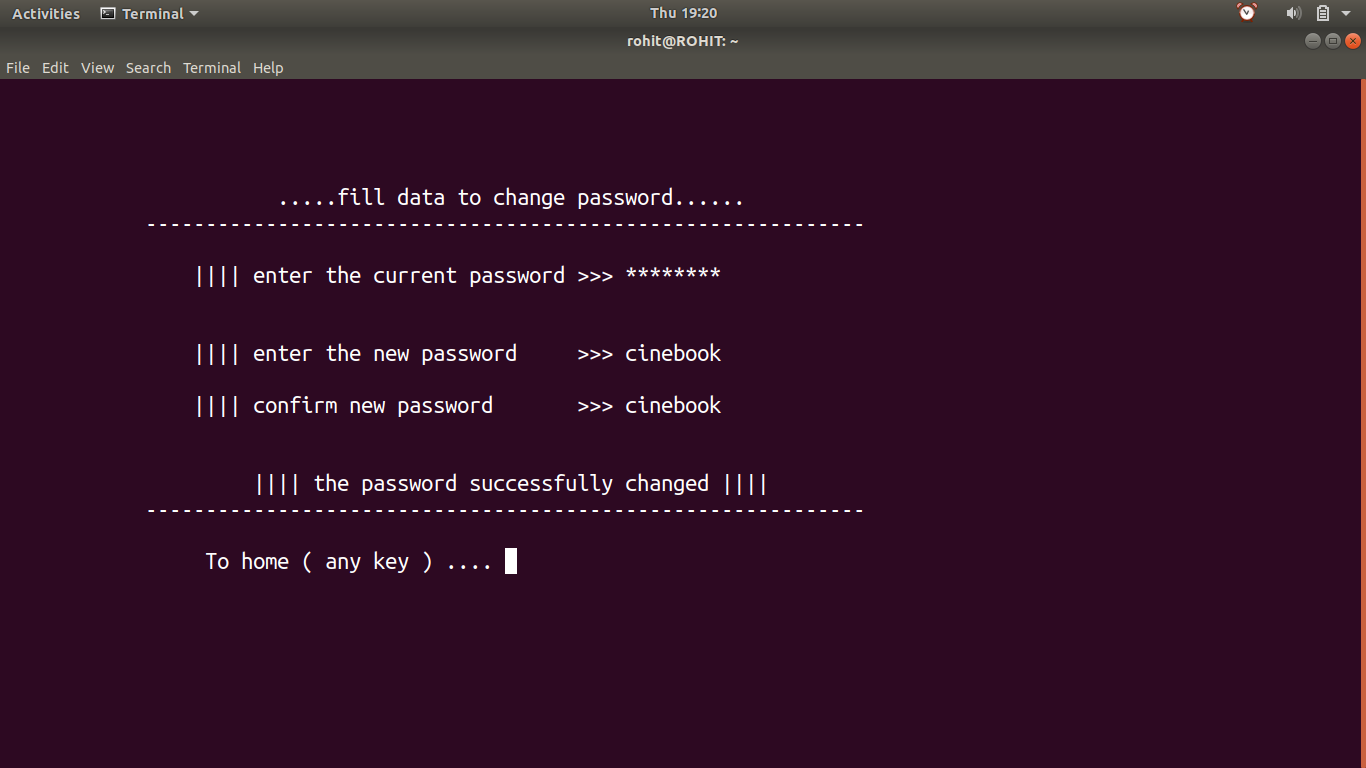 Activities Terminal Thu 19:20
rohit@ROHIT: ~
File Edit View Search Terminal Help
.....fill data to change password......
------------------------------------------------------------
|||| enter the current password >>> ********
|||| enter the new password     >>> cinebook
|||| confirm new password       >>> cinebook
|||| the password successfully changed ||||
------------------------------------------------------------
To home ( any key ) ....